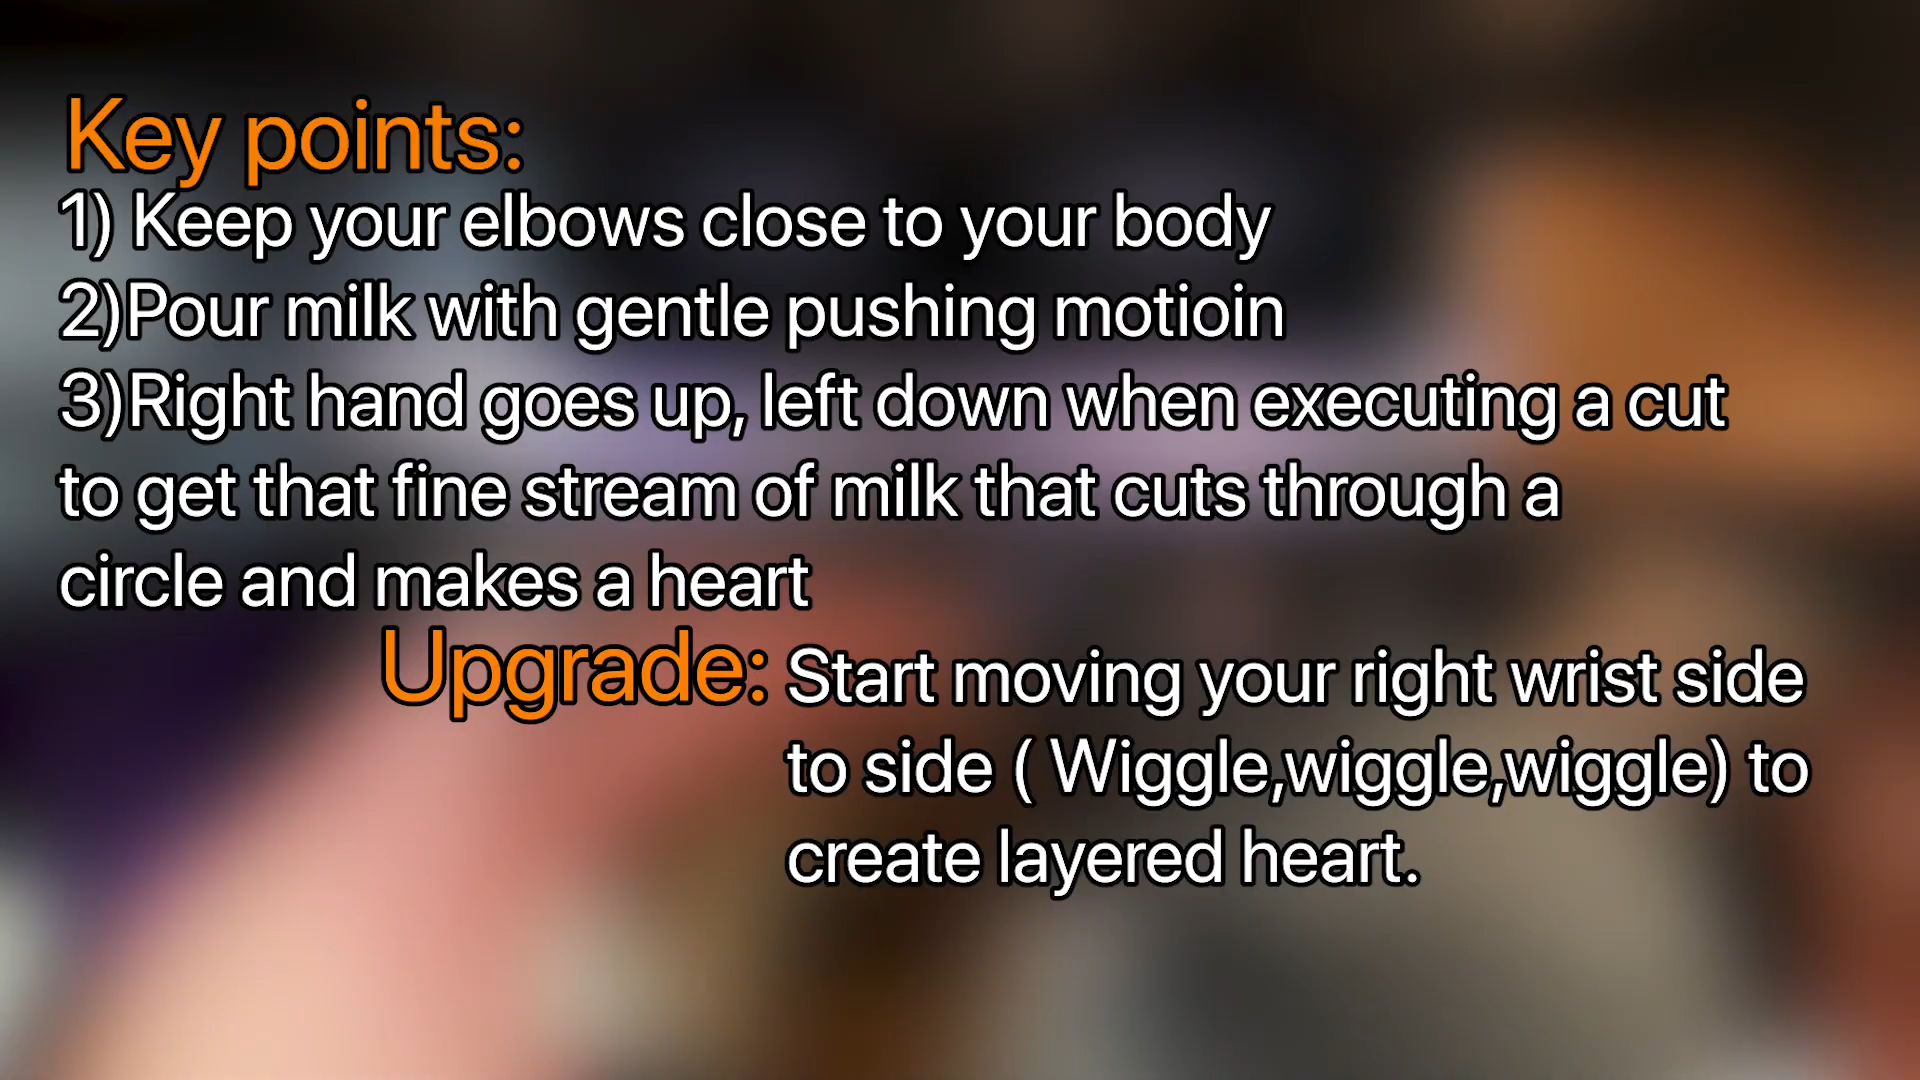 Key points:
1) Keep your elbows close to your body
2)Pour milk with gentle pushing motioin
3)Right hand goes up, left down when executing a cut
to get that fine stream of milk that cuts through a
circle and makes a heart
Upgrade: Start moving your right wrist side
to side ( Wiggle,wiggle,wiggle) to
create layered heart.